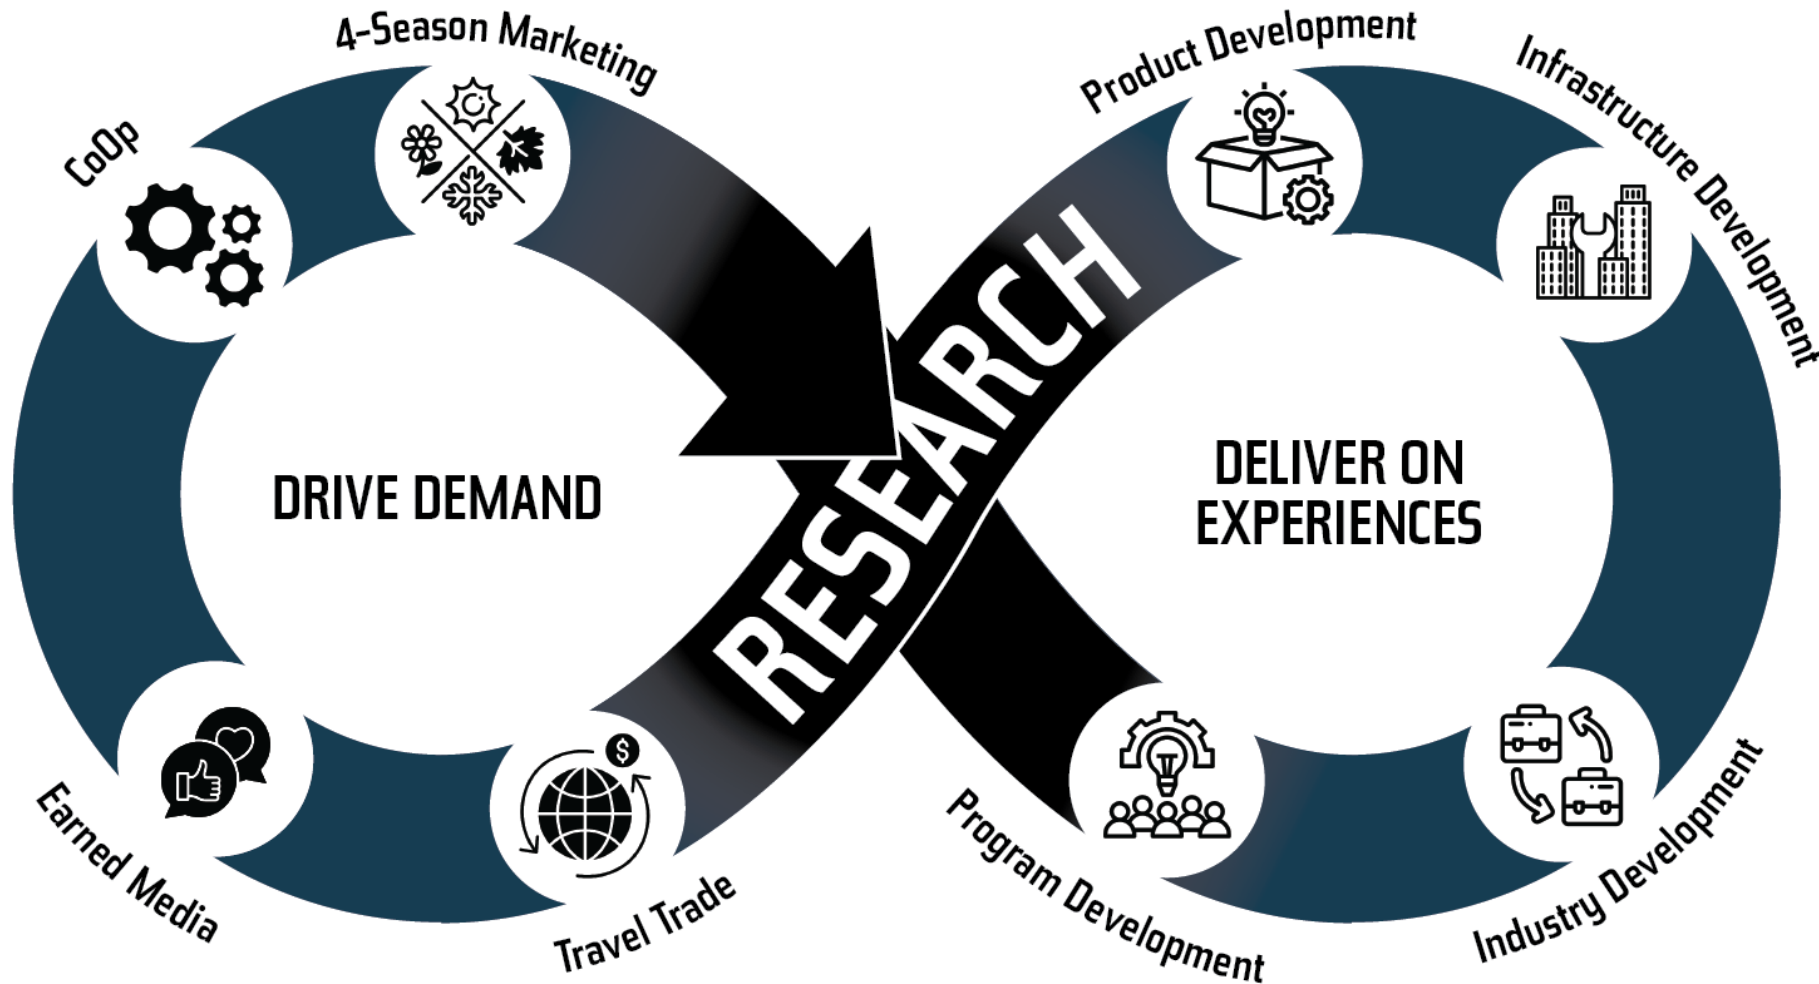 4-Season Marketing
CoOp
DRIVE DEMAND
Earned Media
Travel Trade
$
RESEARCH
Product Development
Infrastructure Development
DELIVER ON
EXPERIENCES
Program Development
Industry Development